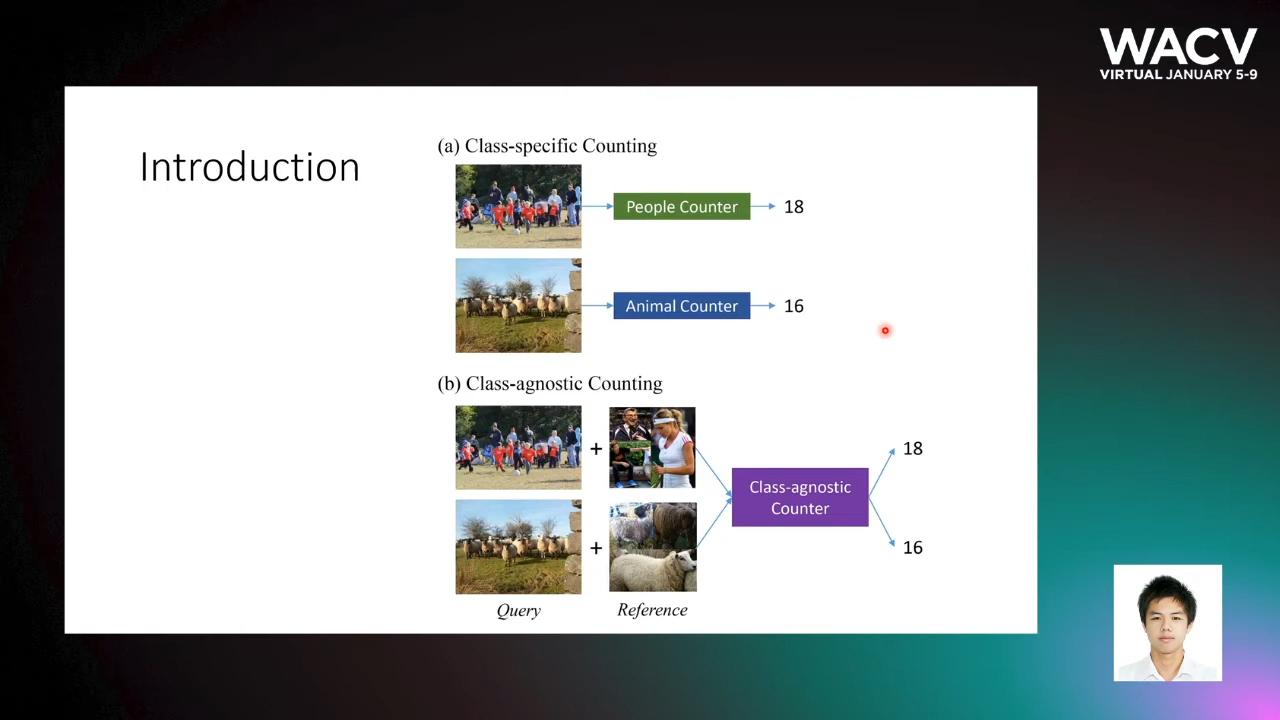 WACV
VIRTUAL JANUARY 5-9
Introduction
(a) Class-specific Counting
People Counter
18
Animal Counter
16
(b) Class-agnostic Counting
+
+
Class-agnostic
Counter
18
16
Query
Reference